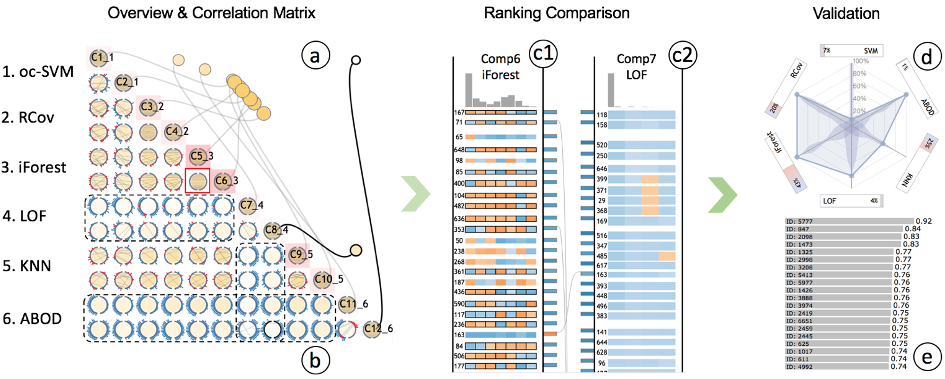 Overview & Correlation Matrix
Ranking Comparison
Validation
a
1. oc-SVM
2. RCov
3. iForest
4. LOF
5. KNN
6. ABOD
C1_1
C2_1
C3_2
C4_2
C5_3
C6_3
C7_4
C8_4
C9_5
C10_5
C11_6
C12_6
b
c1
Comp6
iForest
167
71
65
648
98
85
400
104
482
636
353
50
238
268
361
187
436
590
117
236
163
84
506
177
c2
Comp7
LOF
118
158
520
250
646
399
371
29
368
169
516
347
485
617
163
393
448
496
383
141
644
628
96
d
7% SVM
1% ABOD
KNN
LOF 4%
iForest
RCov 20%
100%
80%
60%
40%
ID: 5777 0.92
ID: 847 0.84
ID: 2098 0.83
ID: 1473 0.83
ID: 1325 0.77
ID: 2998 0.77
ID: 3208 0.77
ID: 5413 0.76
ID: 5977 0.76
ID: 1426 0.76
ID: 3888 0.76
ID: 3974 0.76
ID: 2419 0.75
ID: 6651 0.75
ID: 2459 0.75
ID: 2445 0.75
ID: 625 0.75
ID: 1017 0.74
ID: 611 0.74
ID: 4992 0.74
e